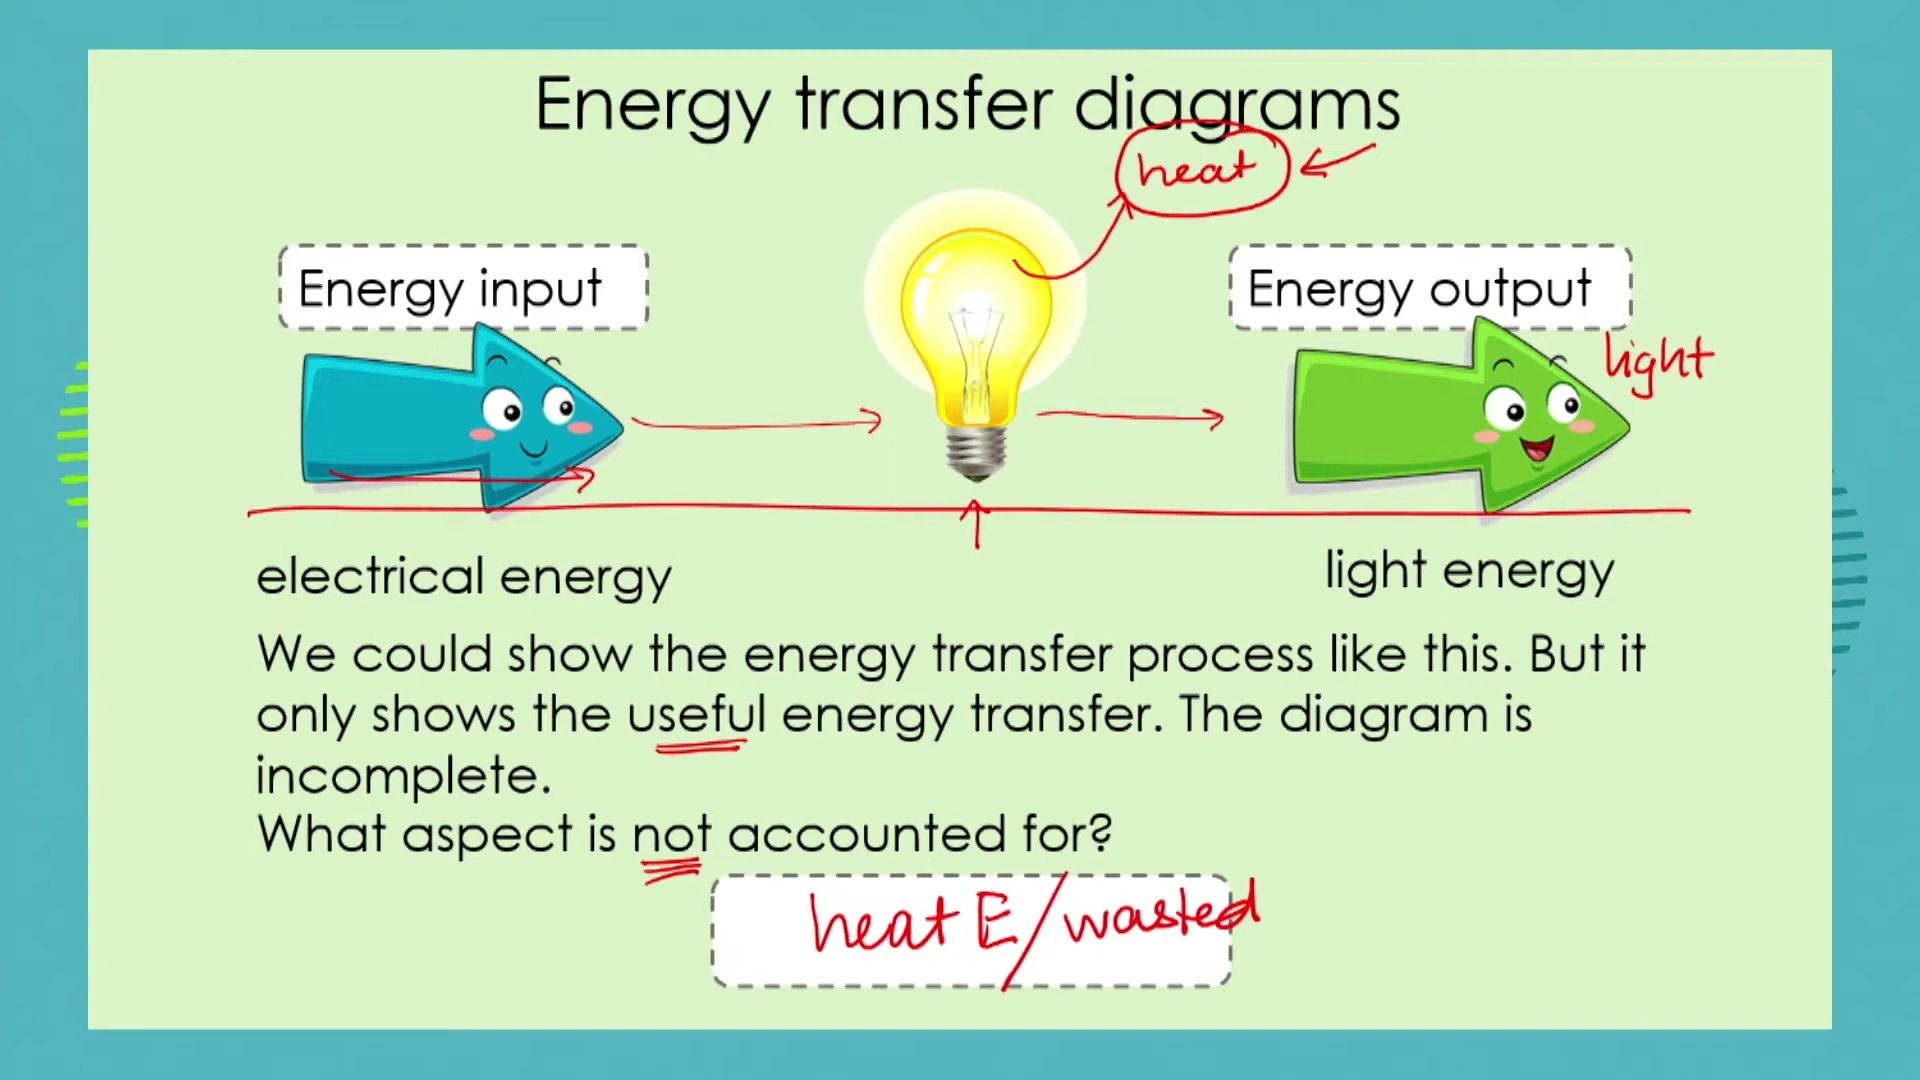 Energy transfer diagrams
heat
Energy input
Energy output
light
electrical energy
light energy
We could show the energy transfer process like this. But it
only shows the useful energy transfer. The diagram is
incomplete.
What aspect is not accounted for?
heat E/wasted